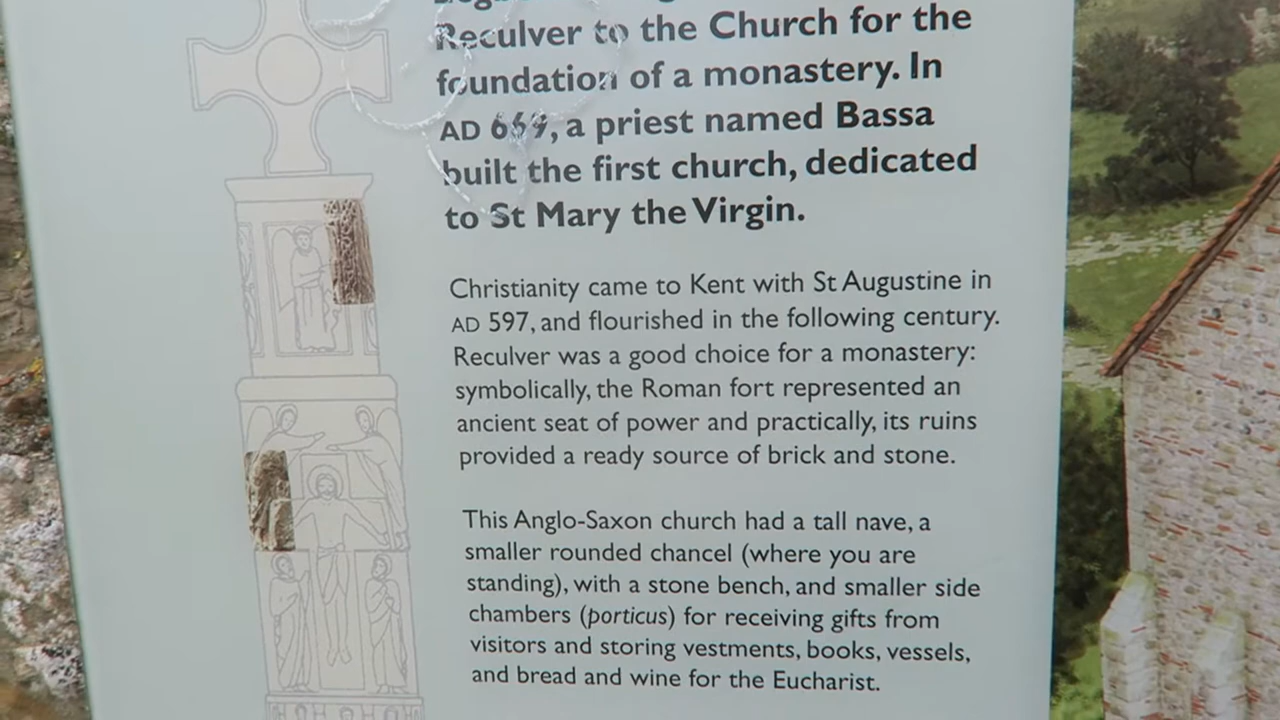 Reculver to the Church for the
foundation of a monastery. In
AD 669, a priest named Bassa
built the first church, dedicated
to St Mary the Virgin.
Christianity came to Kent with St Augustine in
AD 597, and flourished in the following century.
Reculver was a good choice for a monastery:
symbolically, the Roman fort represented an
ancient seat of power and practically, its ruins
provided a ready source of brick and stone.
This Anglo-Saxon church had a tall nave, a
smaller rounded chancel (where you are
standing), with a stone bench, and smaller side
chambers (porticus) for receiving gifts from
visitors and storing vestments, books, vessels,
and bread and wine for the Eucharist.